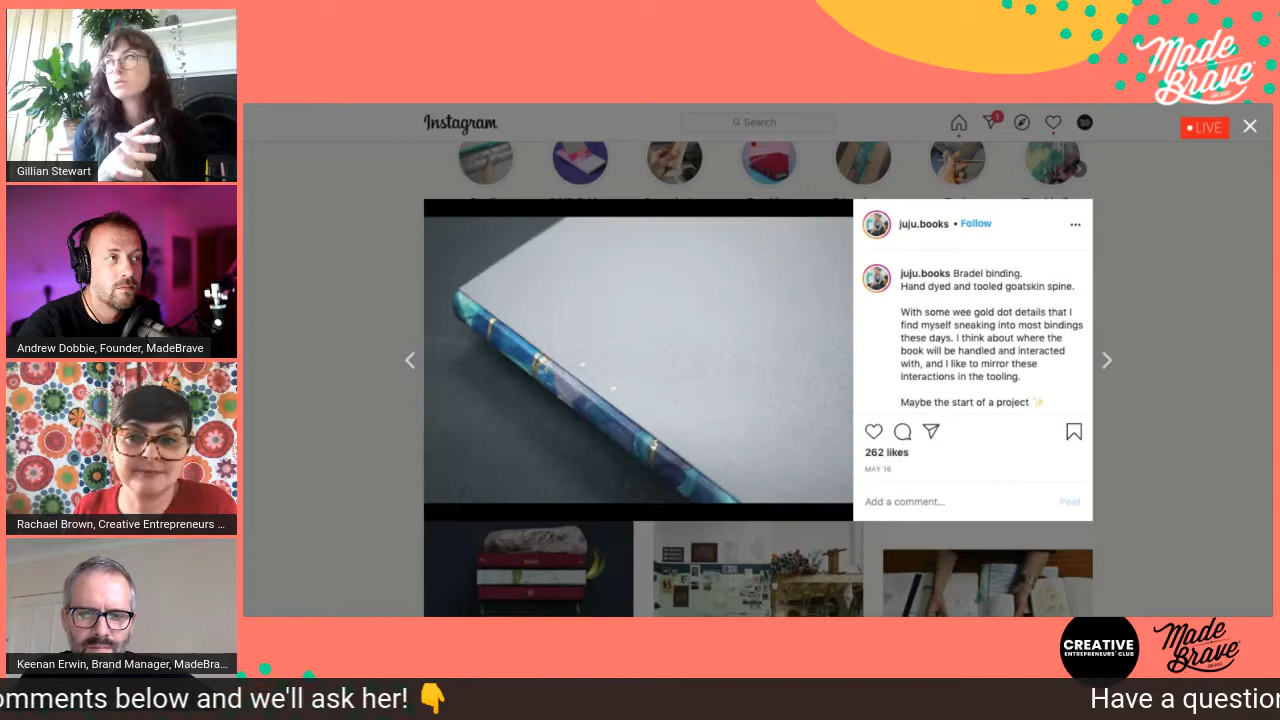 Made
Brave
Gillian Stewart
Andrew Dobbie, Founder, MadeBrave
Rachael Brown, Creative Entrepreneurs ...
Keenan Erwin, Brand Manager, MadeBra...
Instagram
Search
1
LIVE
juju.books • Follow
juju.books Bradel binding.
Hand dyed and tooled goatskin spine.
With some wee gold dot details that I
find myself sneaking into most bindings
these days. I think about where the
book will be handled and interacted
with, and I like to mirror these
interactions in the tooling.
Maybe the start of a project ✨
262 likes
MAY 16
Add a comment...
Post
CREATIVE
ENTREPRENEURS' CLUB
Made
Brave
omments below and we'll ask her! 👇
Have a question